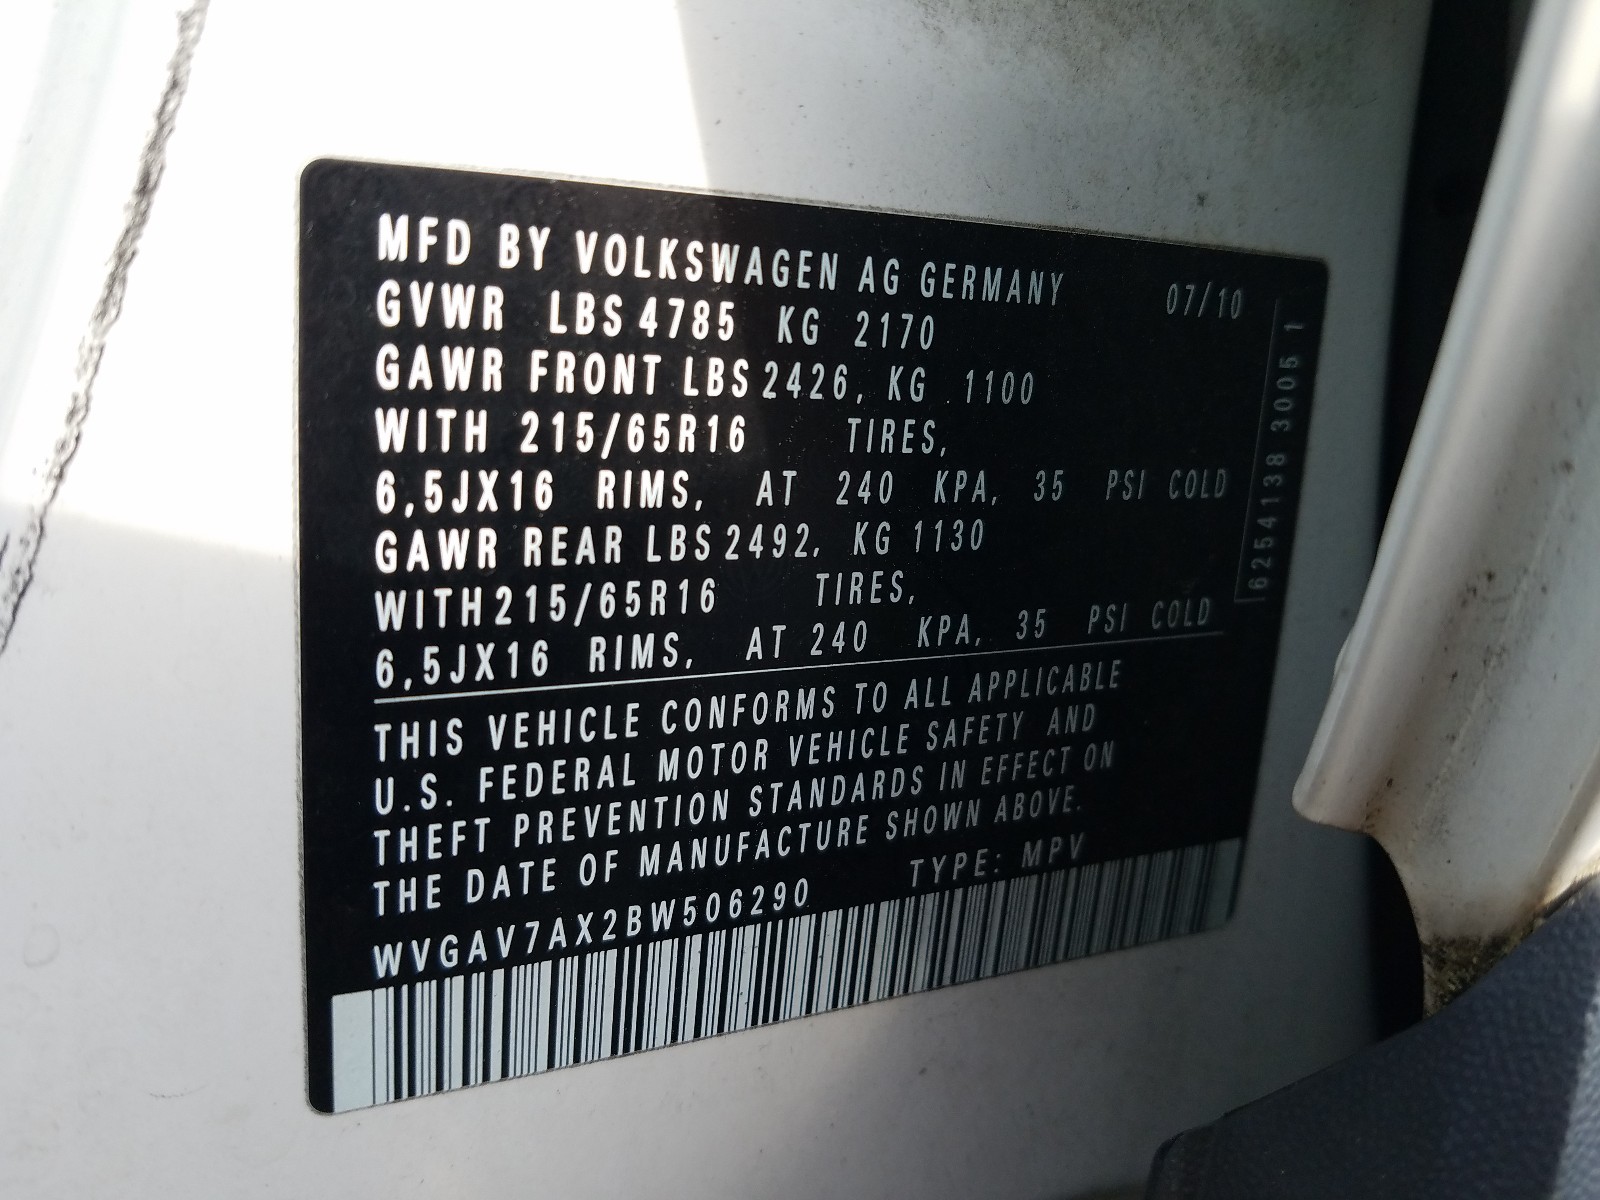 MFD BY VOLKSWAGEN AG GERMANY 07/10
GVWR LBS 4785 KG 2170
GAWR FRONT LBS 2426, KG 1100
WITH 215/65R16 TIRES,
6,5JX16 RIMS, AT 240 KPA, 35 PSI COLD
GAWR REAR LBS 2492, KG 1130
WITH 215/65R16 TIRES,
6,5JX16 RIMS, AT 240 KPA, 35 PSI COLD
6254138 3005 1
THIS VEHICLE CONFORMS TO ALL APPLICABLE
U.S. FEDERAL MOTOR VEHICLE SAFETY AND
THEFT PREVENTION STANDARDS IN EFFECT ON
THE DATE OF MANUFACTURE SHOWN ABOVE.
WVGAV7AX2BW506290 TYPE: MPV